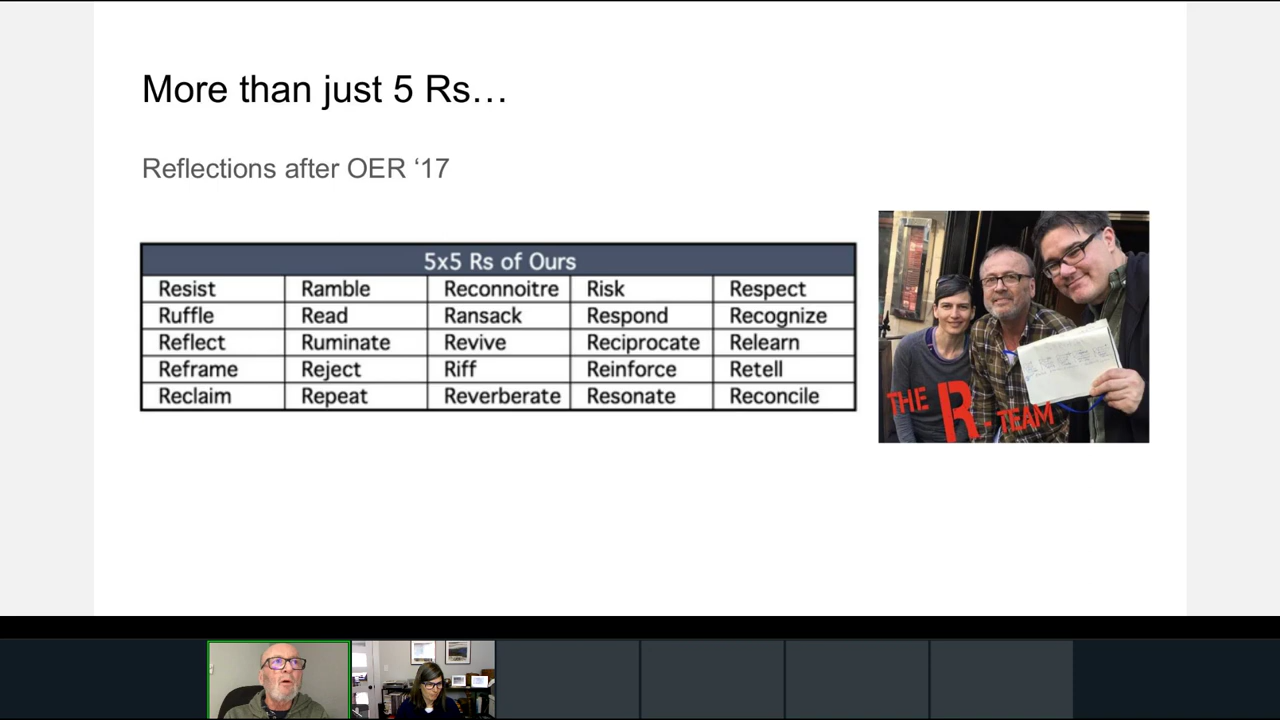 More than just 5 Rs…
Reflections after OER ‘17
5x5 Rs of Ours
Resist Ramble Reconnoitre Risk Respect
Ruffle Read Ransack Respond Recognize
Reflect Ruminate Revive Reciprocate Relearn
Reframe Reject Riff Reinforce Retell
Reclaim Repeat Reverberate Resonate Reconcile
THE R-TEAM